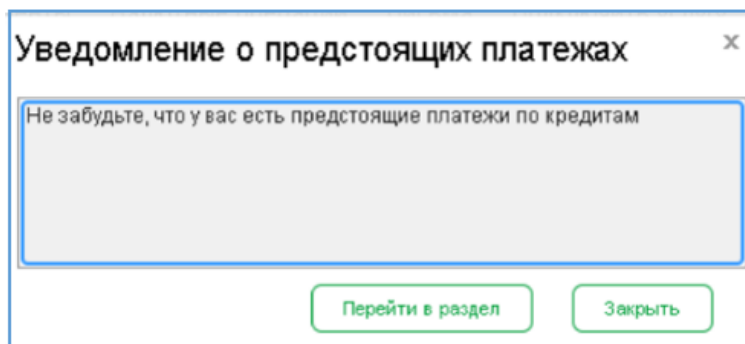 Уведомление о предстоящих платежах
x
Не забудьте, что у вас есть предстоящие платежи по кредитам
Перейти в раздел
Закрыть